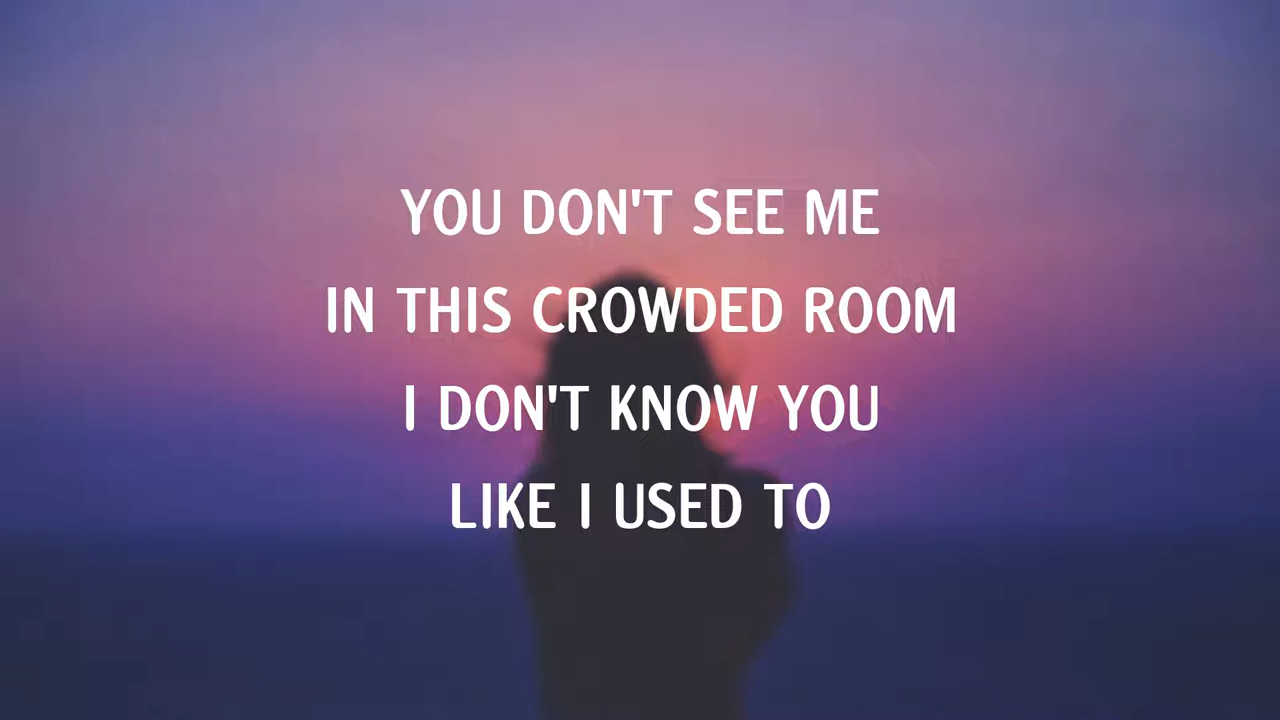 YOU DON'T SEE ME
IN THIS CROWDED ROOM
I DON'T KNOW YOU
LIKE I USED TO